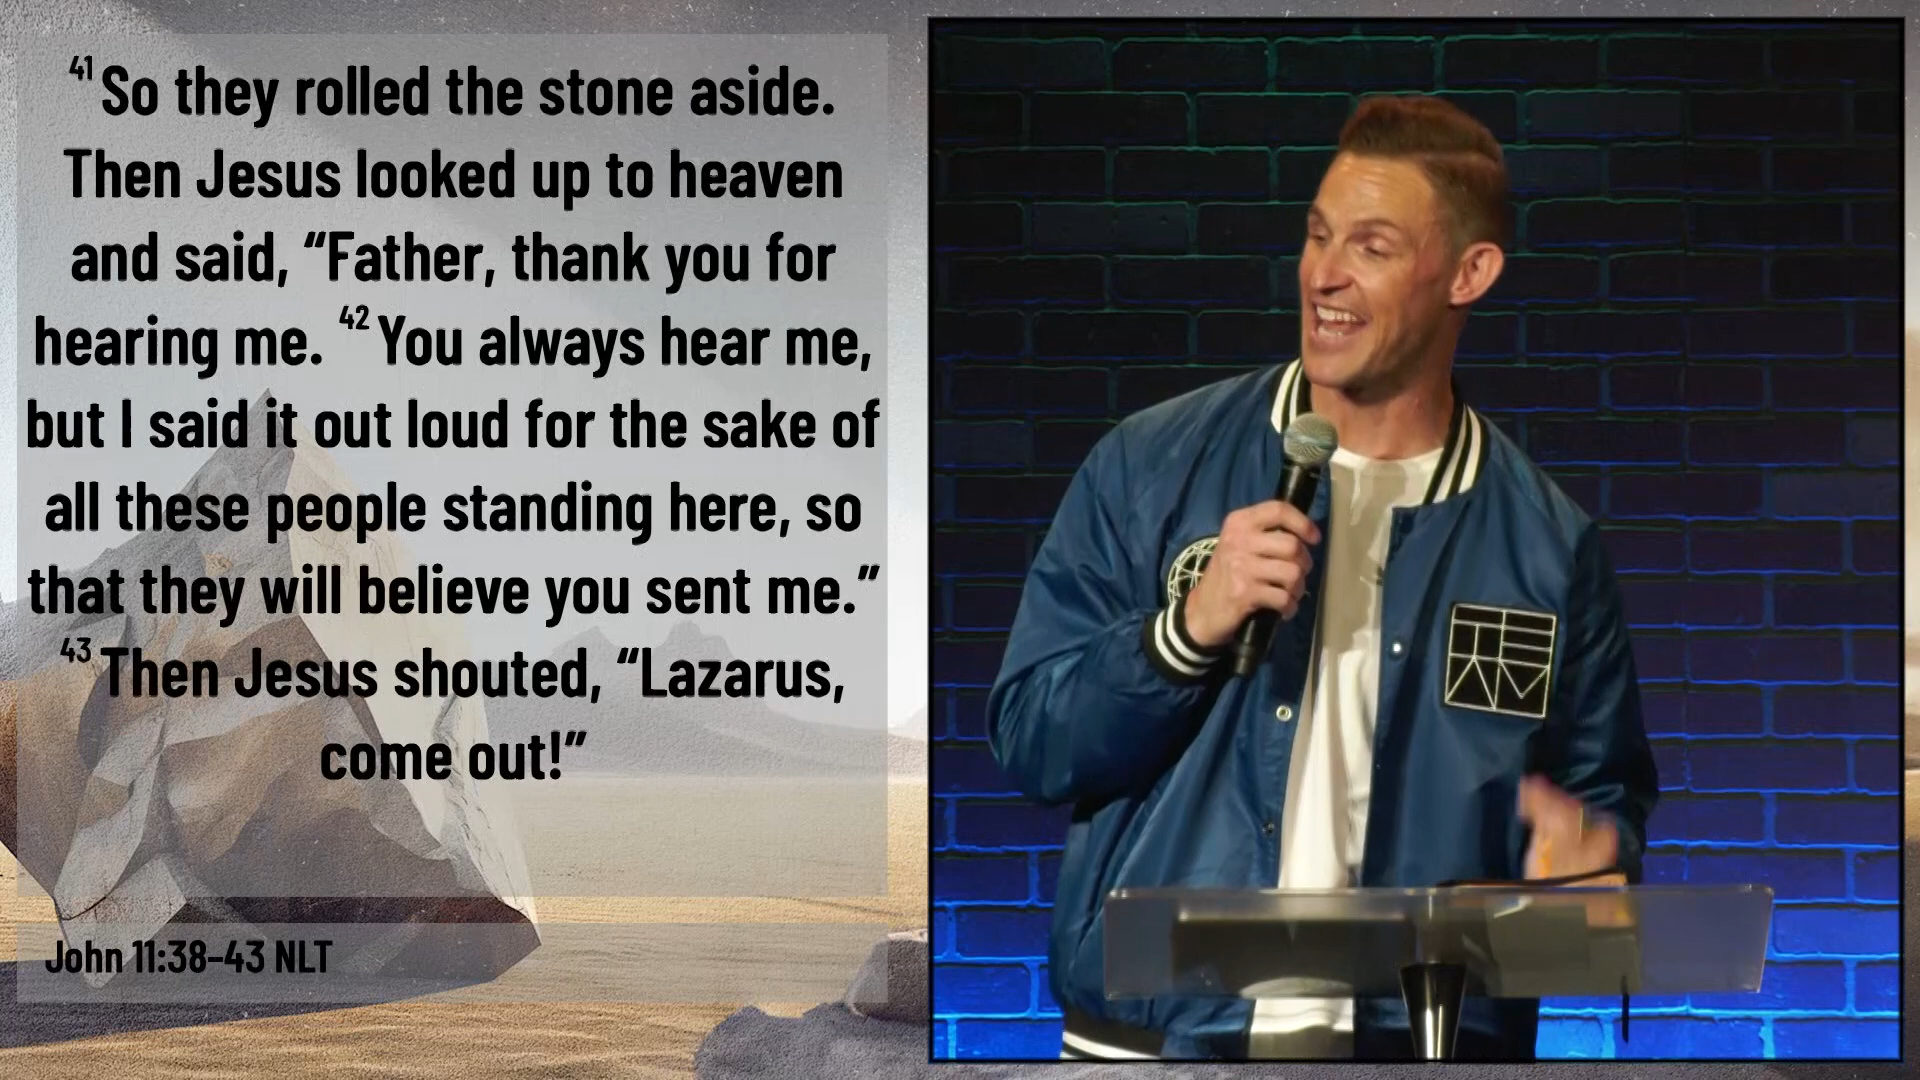 41 So they rolled the stone aside.
Then Jesus looked up to heaven
and said, “Father, thank you for
hearing me. 42 You always hear me,
but I said it out loud for the sake of
all these people standing here, so
that they will believe you sent me.”
43 Then Jesus shouted, “Lazarus,
come out!”
John 11:38–43 NLT
TE
AM